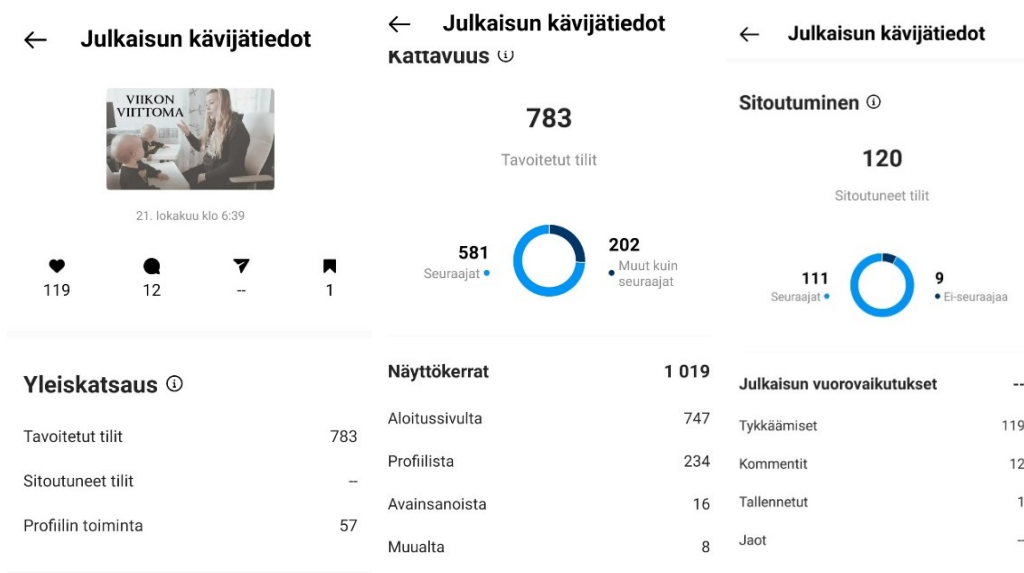 Julkaisun kävijätiedot
VIIKON
VIITTOMA
21. lokakuu klo 6:39
119 12 -- 1
Yleiskatsaus
Tavoitetut tilit 783
Sitoutuneet tilit --
Profiilin toiminta 57
Julkaisun kävijätiedot
Kattavuus
783
Tavoitetut tilit
581
Seuraajat
202
Muut kuin
seuraajat
Näyttökerrat 1 019
Aloitussivulta 747
Profiilista 234
Avainsanoista 16
Muualta 8
Julkaisun kävijätiedot
Sitoutuminen
120
Sitoutuneet tilit
111
Seuraajat
9
Ei-seuraajaa
Julkaisun vuorovaikutukset --
Tykkäämiset 119
Kommentit 12
Tallennetut 1
Jaot --